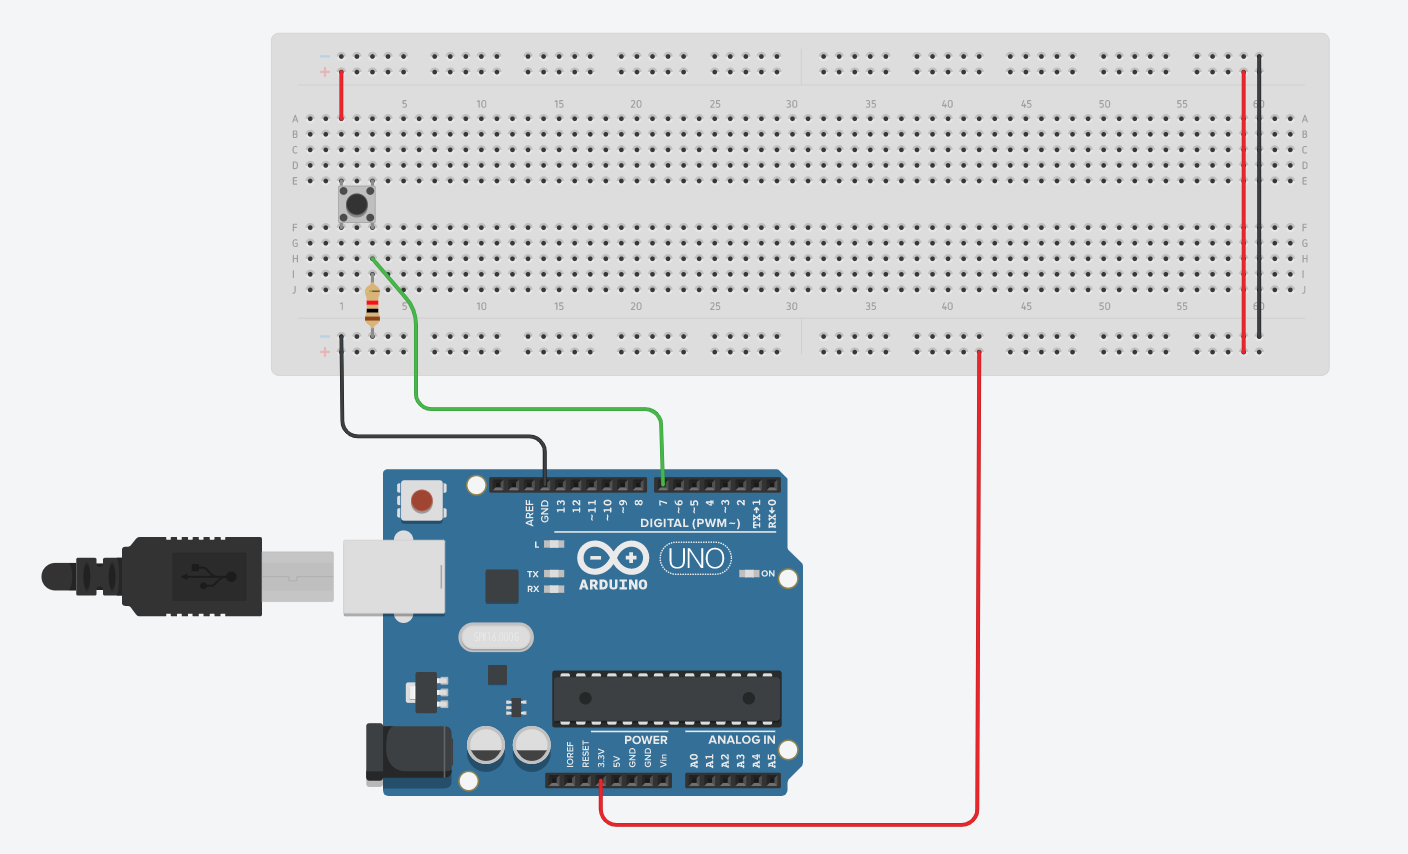 − −
+ +
5 10 15 20 25 30 35 40 45 50 55 60
A A
B B
C C
D D
E E
F F
G G
H H
I I
J J
1 5 10 15 20 25 30 35 40 45 50 55 60
−
+
AREF GND 13 12 ~11 ~10 ~9 8 7 ~6 ~5 4 ~3 2 TX→1 RX←0
DIGITAL (PWM~)
L
UNO
TX ON
RX ARDUINO
SPK16.000G
POWER ANALOG IN
IOREF RESET 3.3V 5V GND GND Vin A0 A1 A2 A3 A4 A5